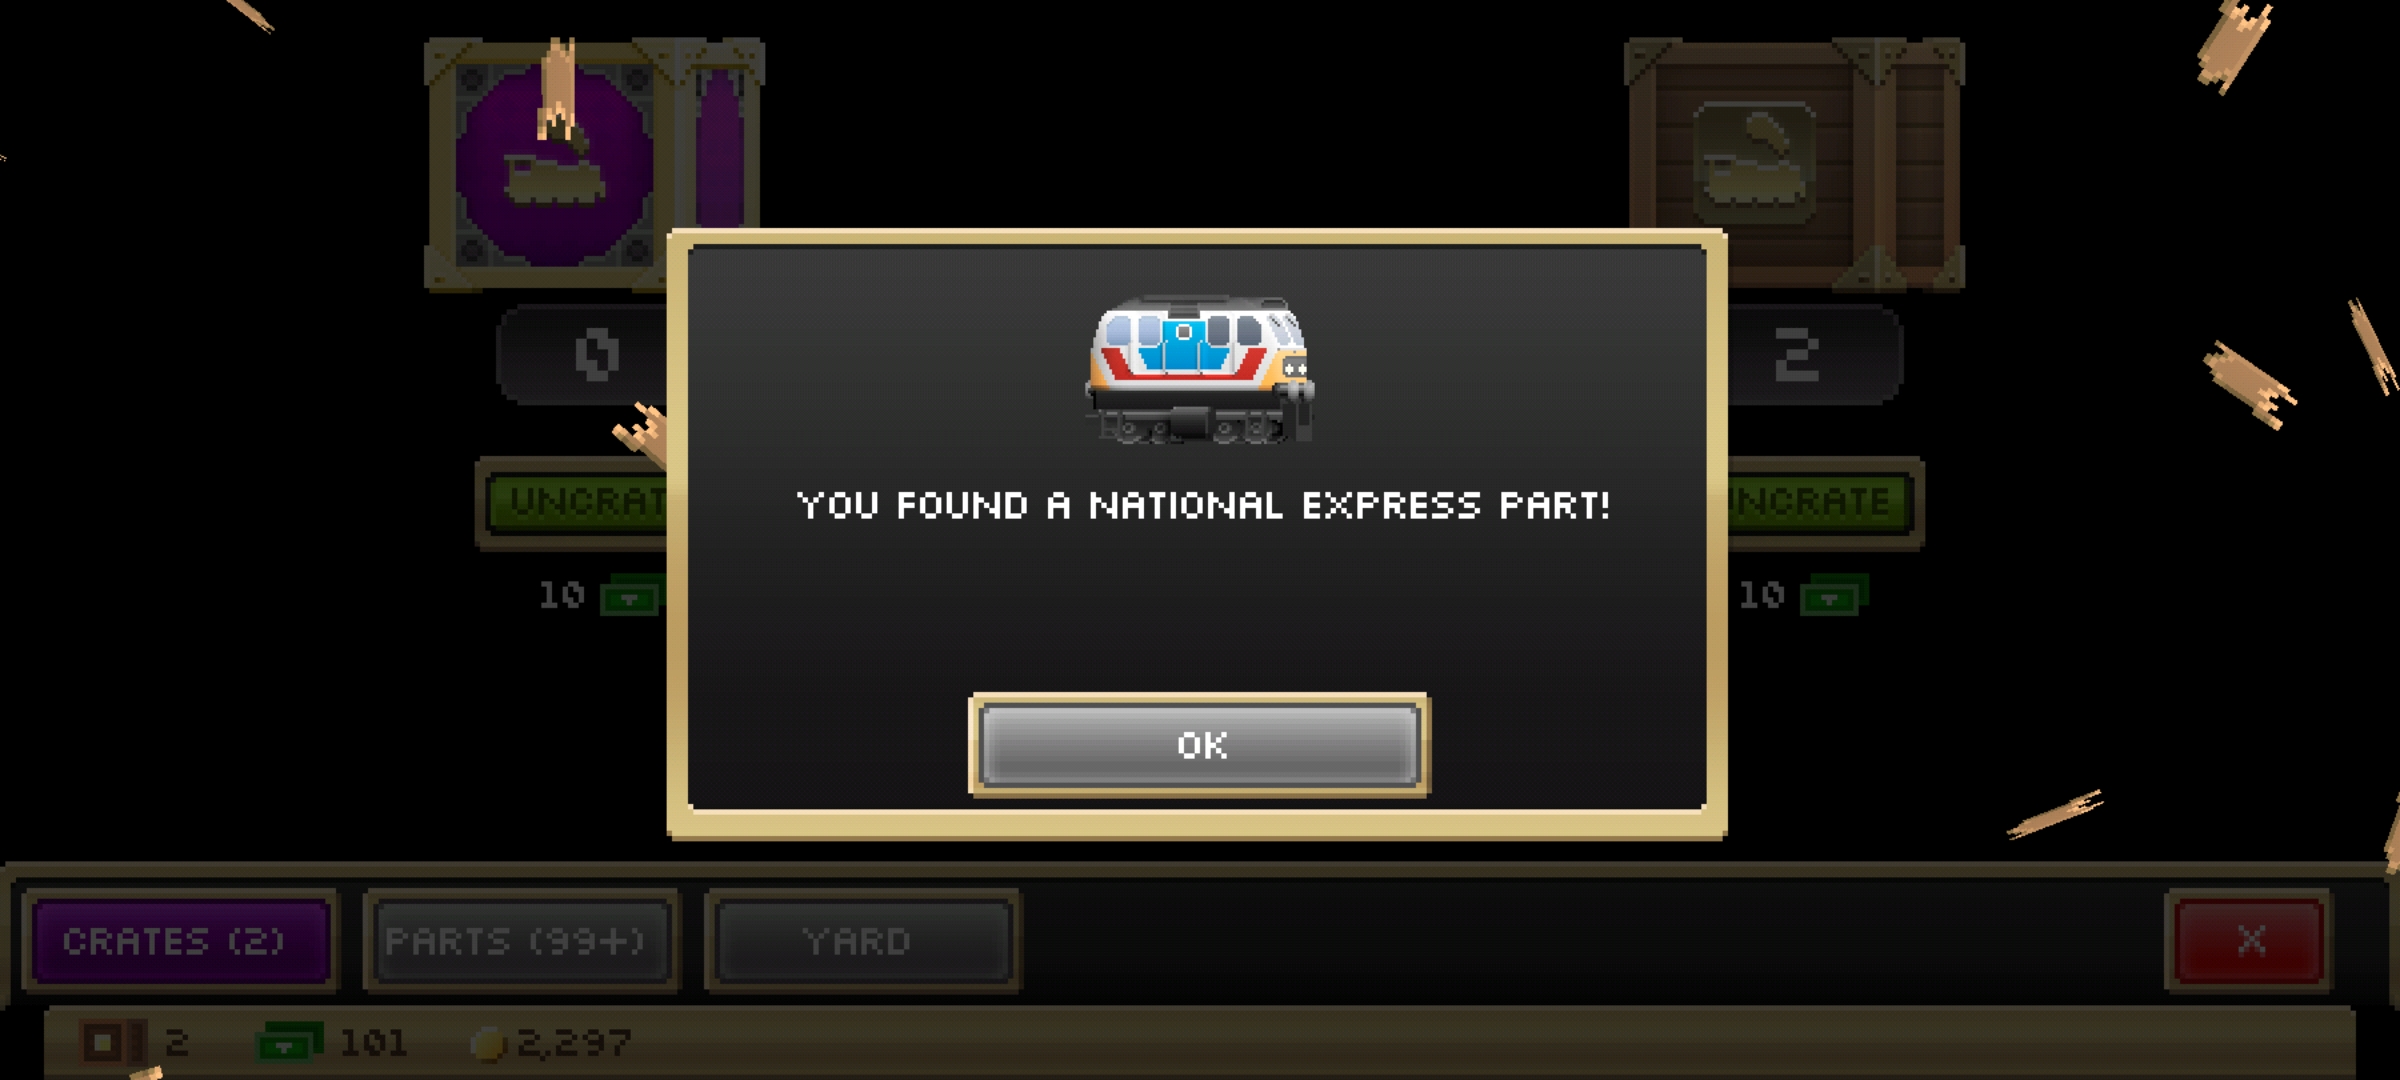 0
2
YOU FOUND A NATIONAL EXPRESS PART!
UNCRAT
NCRATE
10
10
OK
CRATES (2)
PARTS (99+)
YARD
X
2
101
2,297